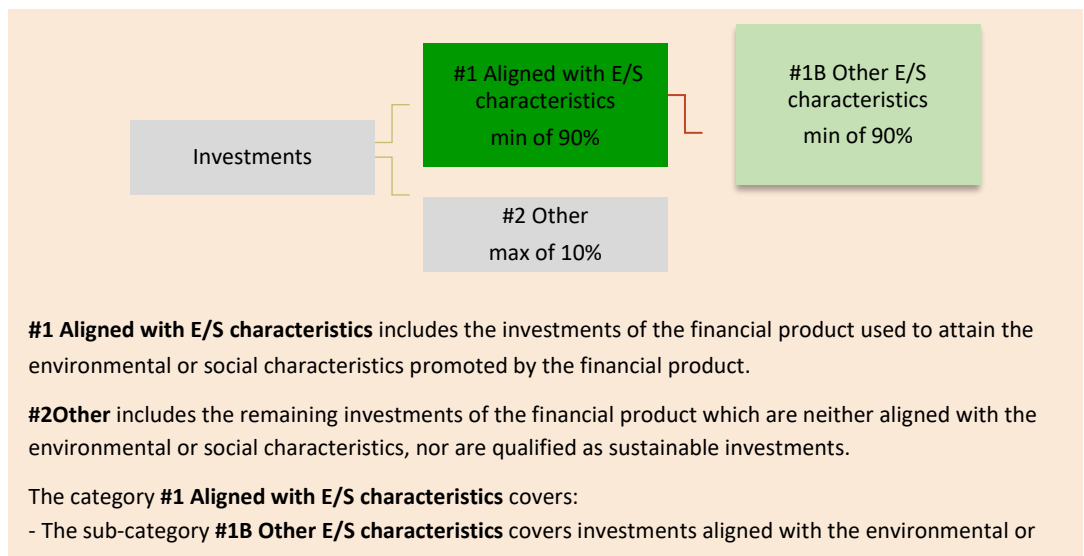 #1 Aligned with E/S
characteristics
min of 90%
#1B Other E/S
characteristics
min of 90%
Investments
#2 Other
max of 10%
#1 Aligned with E/S characteristics includes the investments of the financial product used to attain the
environmental or social characteristics promoted by the financial product.
#2Other includes the remaining investments of the financial product which are neither aligned with the
environmental or social characteristics, nor are qualified as sustainable investments.
The category #1 Aligned with E/S characteristics covers:
- The sub-category #1B Other E/S characteristics covers investments aligned with the environmental or